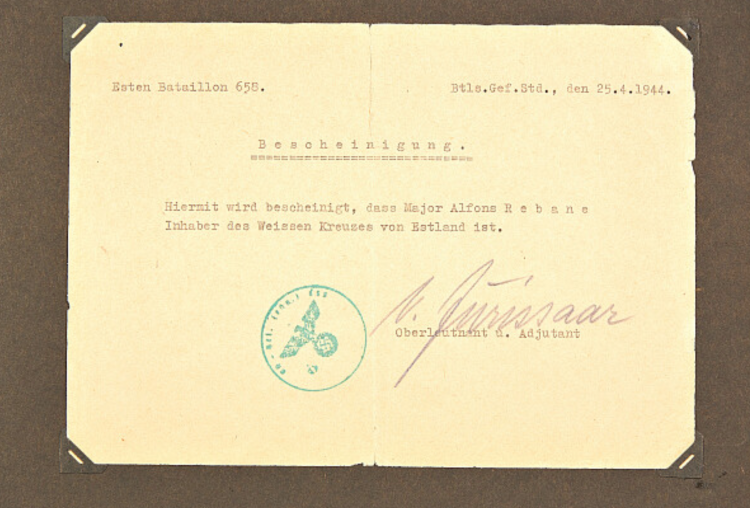 Esten Bataillon 658.
Btls.Gef.Std., den 25.4.1944.
B e s c h e i n i g u n g .
Hiermit wird bescheinigt, dass Major Alfons R e b a n e
Inhaber des Weissen Kreuzes von Estland ist.
Jurissaar
Oberleutnant u. Adjutant